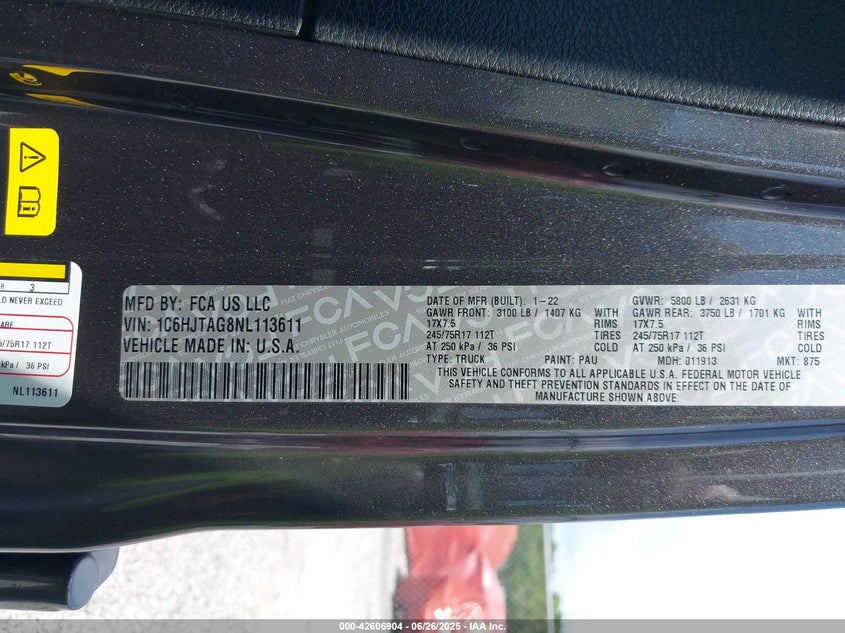 R 3
LD NEVER EXCEED
5/75R17 112T
kPa / 36 PSI
NL113611
MFD BY: FCA US LLC
VIN: 1C6HJTAG8NL113611
VEHICLE MADE IN: U.S.A.
DATE OF MFR (BUILT): 1-22 GVWR: 5800 LB / 2631 KG
GAWR FRONT: 3100 LB / 1407 KG GAWR REAR: 3750 LB / 1701 KG
17X7.5 RIMS 17X7.5 RIMS
245/75R17 112T TIRES 245/75R17 112T TIRES
AT 250 kPa / 36 PSI COLD AT 250 kPa / 36 PSI COLD
TYPE: TRUCK PAINT: PAU MDH: 011913 MKT: 875
THIS VEHICLE CONFORMS TO ALL APPLICABLE U.S.A. FEDERAL MOTOR VEHICLE
SAFETY AND THEFT PREVENTION STANDARDS IN EFFECT ON THE DATE OF
MANUFACTURE SHOWN ABOVE.
000-42606904 - 06/26/2025 - IAA Inc.